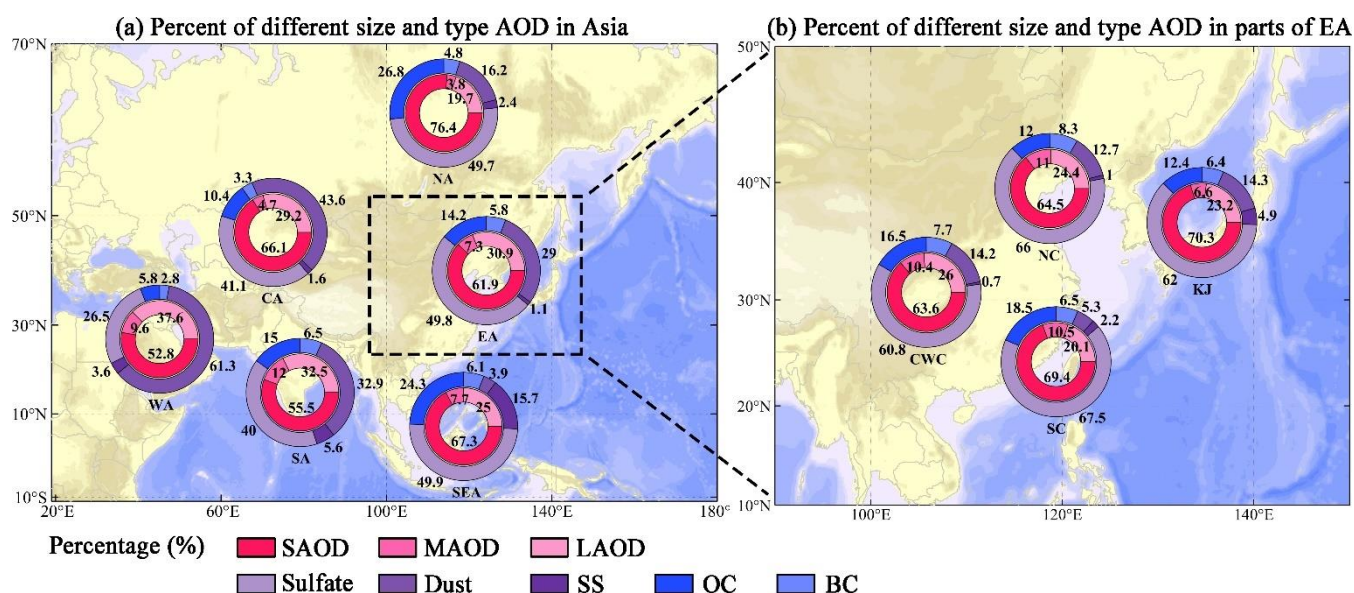 (a) Percent of different size and type AOD in Asia
(b) Percent of different size and type AOD in parts of EA
70°N
50°N
30°N
10°N
10°S
20°E
60°E
100°E
140°E
180°
4.8
26.8
16.2
3.8
19.7
2.4
76.4
49.7
NA
3.3
10.4
43.6
4.7
29.2
66.1
1.6
41.1
CA
5.8
14.2
29
7.3
30.9
61.9
1.1
49.8
EA
5.8
2.8
26.5
37.6
9.6
52.8
61.3
3.6
WA
15
6.5
12
32.5
32.9
55.5
40
5.6
SA
6.1
24.3
3.9
15.7
7.7
25
67.3
49.9
SEA
50°N
40°N
30°N
20°N
10°N
100°E
120°E
140°E
12
8.3
12.7
11
24.4
1
64.5
66
NC
12.4
6.4
14.3
6.6
23.2
4.9
70.3
62
KJ
16.5
7.7
14.2
10.4
26
0.7
63.6
60.8
CWC
18.5
6.5
5.3
2.2
10.5
20.1
69.4
67.5
SC
Percentage (%)
SAOD
MAOD
LAOD
Sulfate
Dust
SS
OC
BC